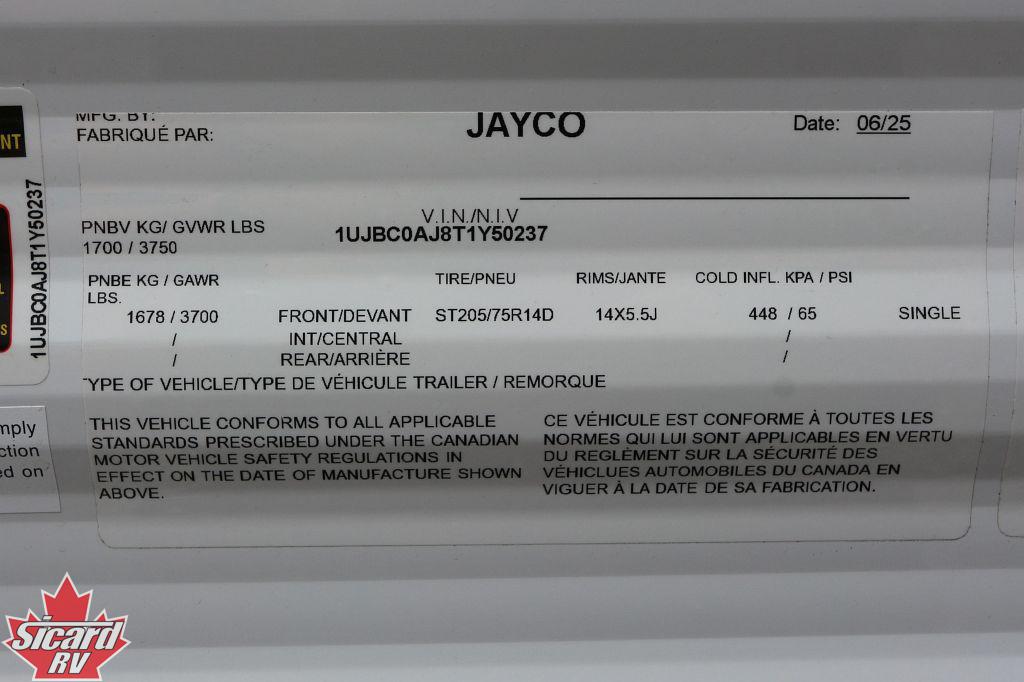 MFG. BY:
FABRIQUÉ PAR:
JAYCO
Date: 06/25
NT
1UJBC0AJ8T1Y50237
V.I.N./N.I.V
1UJBC0AJ8T1Y50237
PNBV KG/ GVWR LBS
1700 / 3750
PNBE KG / GAWR
LBS.
TIRE/PNEU RIMS/JANTE COLD INFL. KPA / PSI
1678 / 3700 FRONT/DEVANT ST205/75R14D 14X5.5J 448 / 65 SINGLE
/ INT/CENTRAL /
/ REAR/ARRIÈRE /
TYPE OF VEHICLE/TYPE DE VÉHICULE TRAILER / REMORQUE
THIS VEHICLE CONFORMS TO ALL APPLICABLE
STANDARDS PRESCRIBED UNDER THE CANADIAN
MOTOR VEHICLE SAFETY REGULATIONS IN
EFFECT ON THE DATE OF MANUFACTURE SHOWN
ABOVE.
CE VÉHICULE EST CONFORME À TOUTES LES
NORMES QUI LUI SONT APPLICABLES EN VERTU
DU REGLÈMENT SUR LA SÉCURITÉ DES
VÉHICLUES AUTOMOBILES DU CANADA EN
VIGUER À LA DATE DE SA FABRICATION.
mply
ction
ed on
Sicard
RV